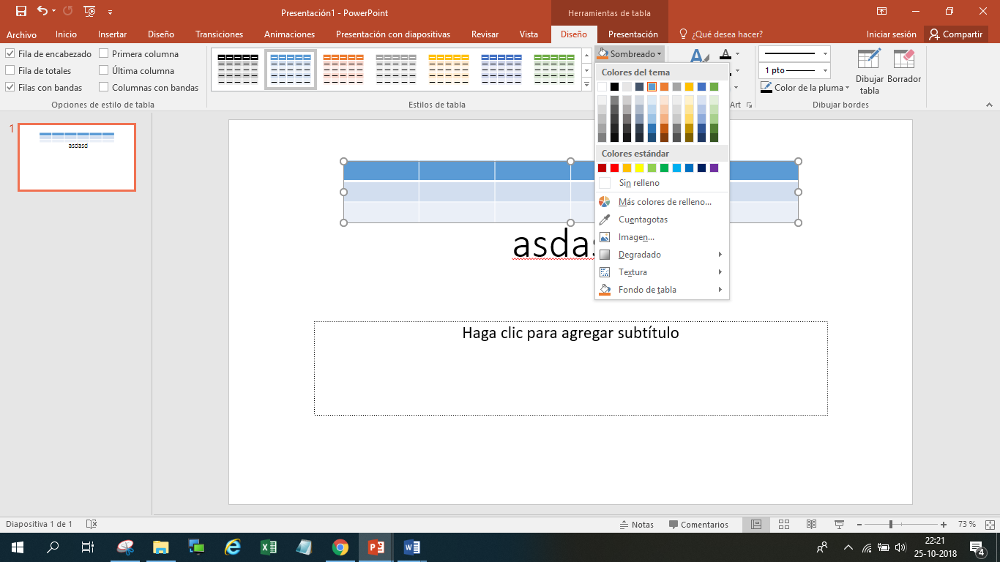 Presentación1 - PowerPoint
Herramientas de tabla
Archivo
Inicio
Insertar
Diseño
Transiciones
Animaciones
Presentación con diapositivas
Revisar
Vista
Diseño
Presentación
¿Qué desea hacer?
Iniciar sesión
Compartir
Fila de encabezado
Primera columna
Fila de totales
Última columna
Filas con bandas
Columnas con bandas
Opciones de estilo de tabla
Estilos de tabla
Sombreado
A
A
Art
1 pto
Color de la pluma
Dibujar tabla
Borrador
Dibujar bordes
Colores del tema
Colores estándar
Sin relleno
Más colores de relleno...
Cuentagotas
Imagen...
Degradado
Textura
Fondo de tabla
1
asdasd
asdas
Haga clic para agregar subtítulo
Diapositiva 1 de 1
Notas
Comentarios
73 %
22:21
25-10-2018
4